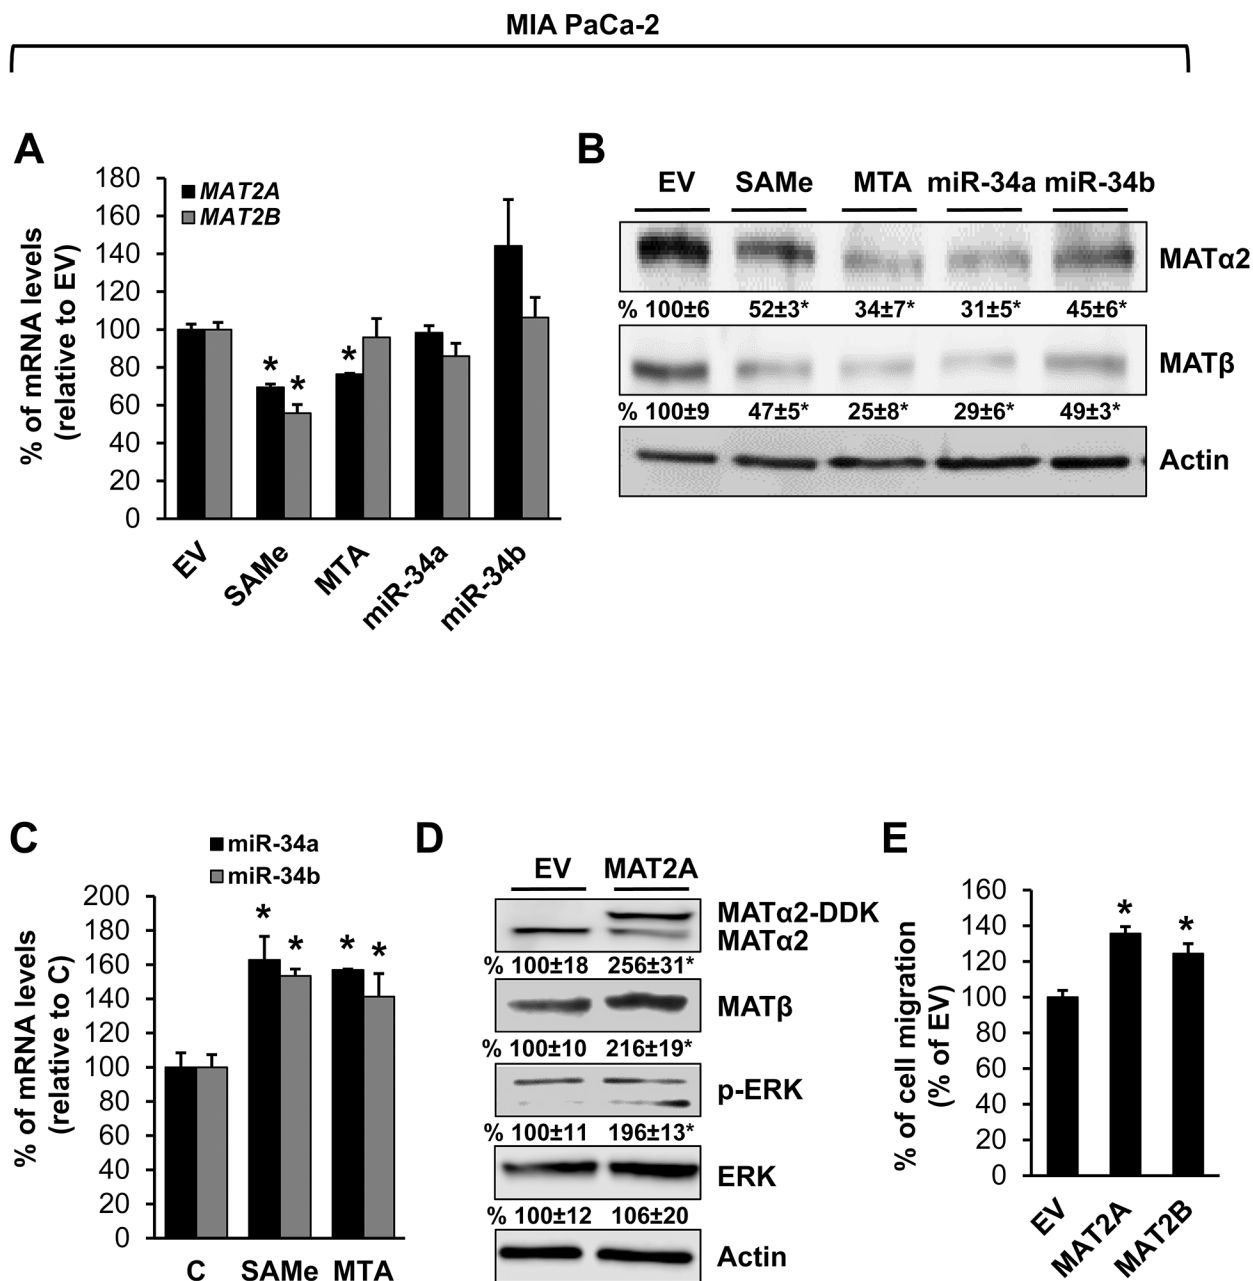 MIA PaCa-2
A
180
160
140
120
100
80
60
40
20
0
% of mRNA levels
(relative to EV)
MAT2A
MAT2B
*
*
*
EV
SAMe
MTA
miR-34a
miR-34b
B
EV SAMe MTA miR-34a miR-34b
MATα2
% 100±6 52±3* 34±7* 31±5* 45±6*
MATβ
% 100±9 47±5* 25±8* 29±6* 49±3*
Actin
C
miR-34a
miR-34b
200
180
160
140
120
100
80
60
40
20
0
% of mRNA levels
(relative to C)
* * * *
C SAMe MTA
D
EV MAT2A
MATα2-DDK
MATα2
% 100±18 256±31*
MATβ
% 100±10 216±19*
p-ERK
% 100±11 196±13*
ERK
% 100±12 106±20
Actin
E
160
140
120
100
80
60
40
20
0
% of cell migration
(% of EV)
* *
EV
MAT2A
MAT2B